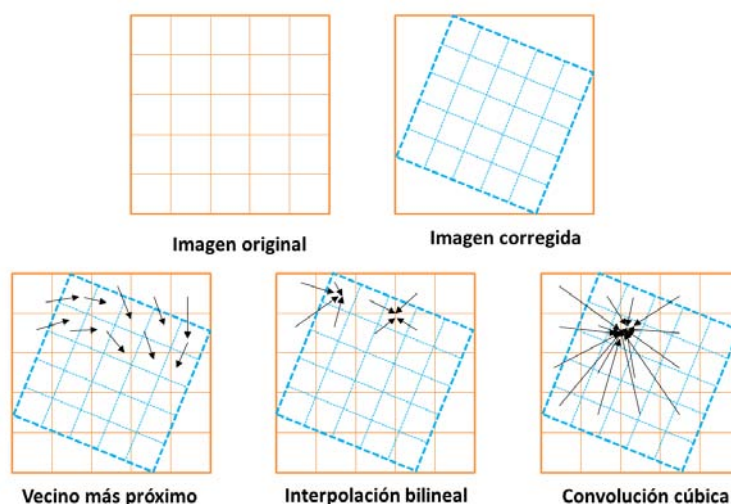 Imagen original
Imagen corregida
Vecino más próximo
Interpolación bilineal
Convolución cúbica